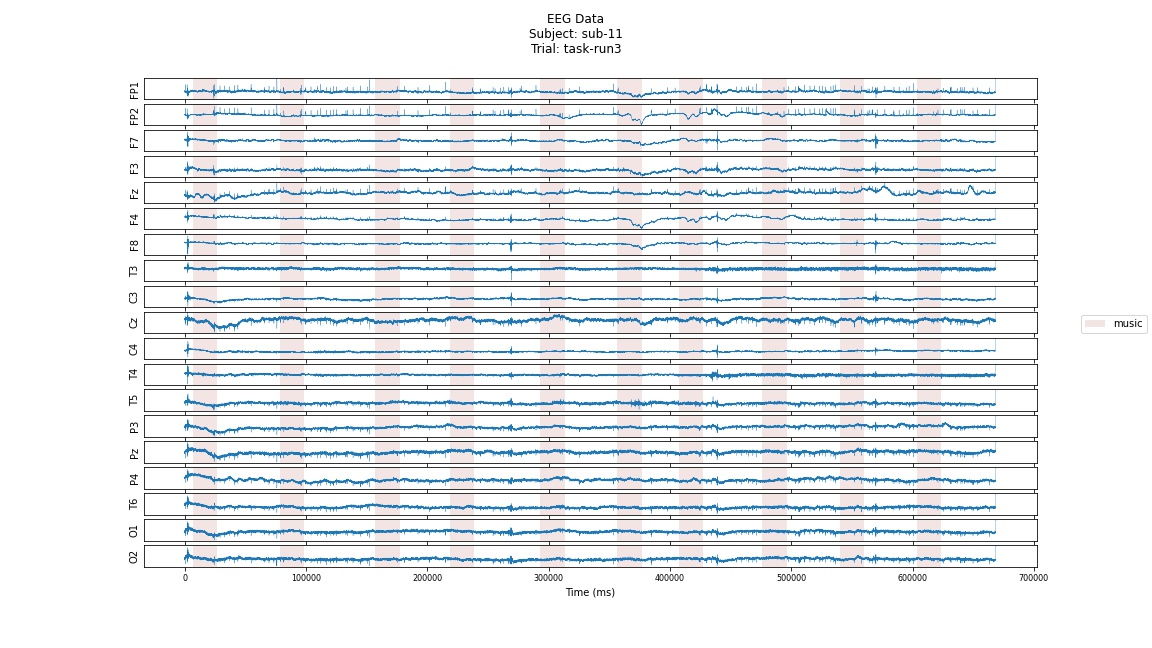 EEG Data
Subject: sub-11
Trial: task-run3
FP1
FP2
F7
F3
Fz
F4
F8
T3
C3
Cz
C4
T4
T5
P3
Pz
P4
T6
O1
O2
music
0 100000 200000 300000 400000 500000 600000 700000
Time (ms)